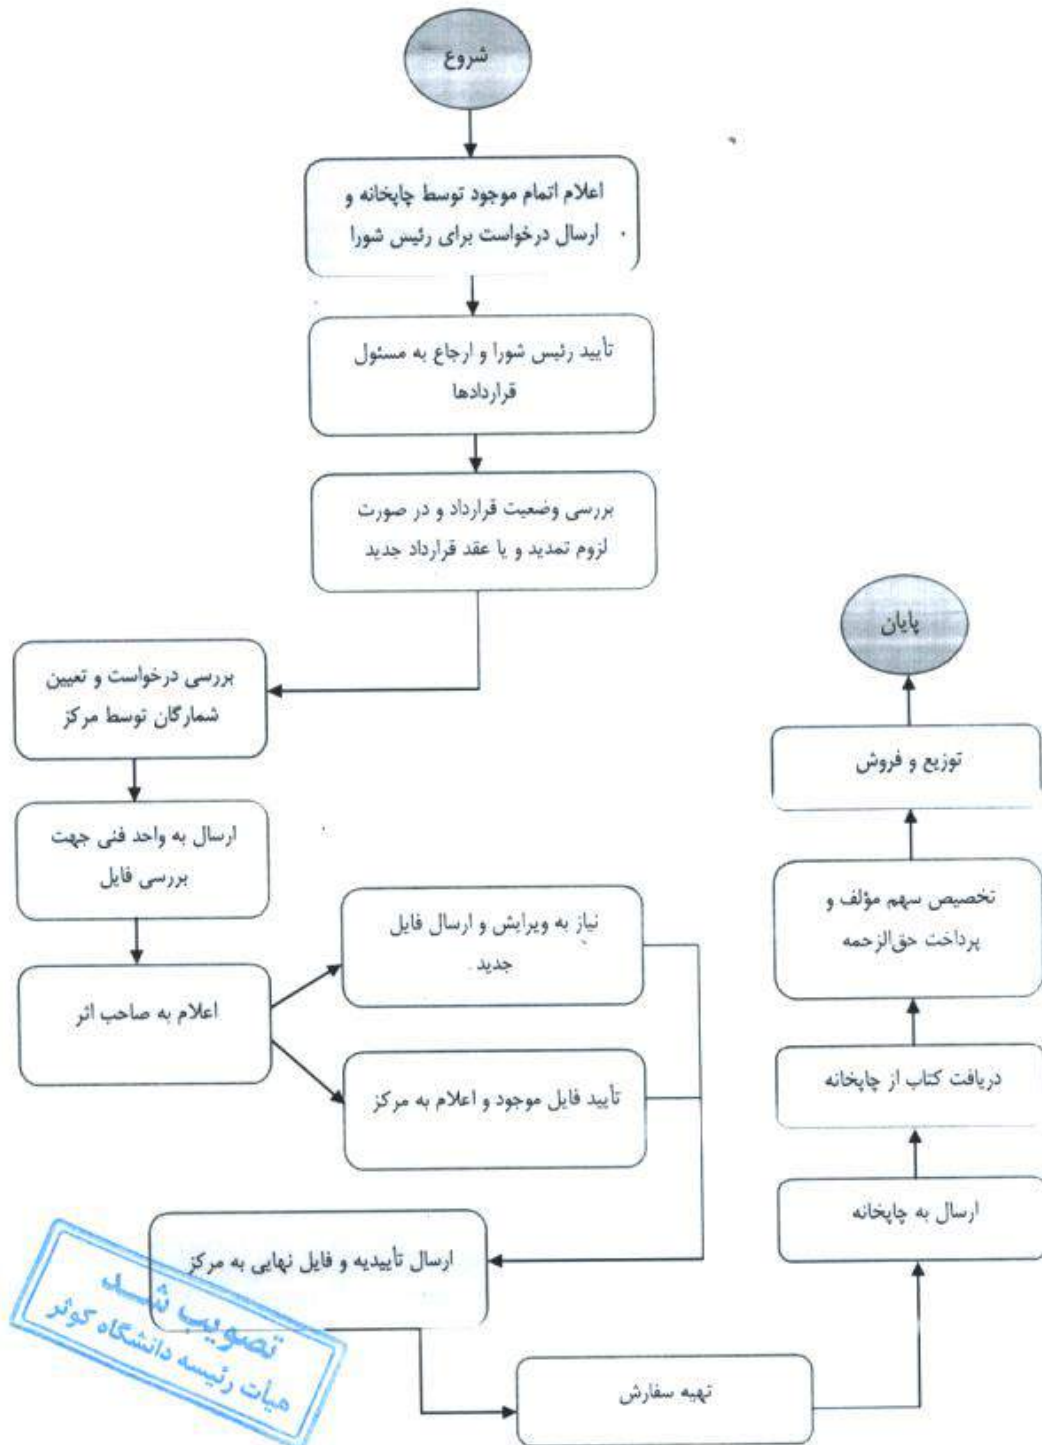 شروع
اعلام اتمام موجود توسط چاپخانه و
ارسال درخواست برای رئیس شورا
تأیید رئیس شورا و ارجاع به مسئول
قراردادها
بررسی وضعیت قرارداد و در صورت
لزوم تمدید و یا عقد قرارداد جدید
بررسی درخواست و تعیین
شمارگان توسط مرکز
ارسال به واحد فنی جهت
بررسی فایل
اعلام به صاحب اثر
نیاز به ویرایش و ارسال فایل
جدید
تأیید فایل موجود و اعلام به مرکز
ارسال تأییدیه و فایل نهایی به مرکز
تهیه سفارش
ارسال به چاپخانه
دریافت کتاب از چاپخانه
تخصیص سهم مؤلف و
پرداخت حق‌الزحمه
توزیع و فروش
پایان
تصویب شد
هیأت رئیسه دانشگاه کوثر